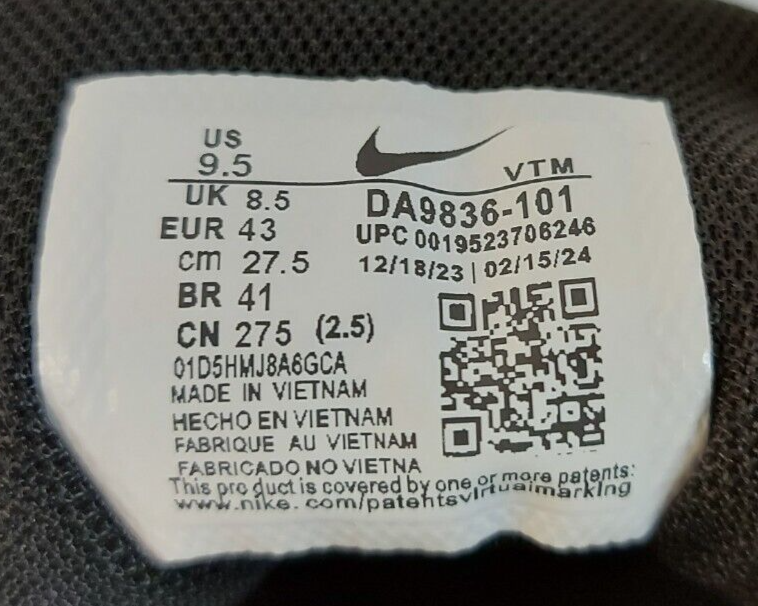 US
9.5
VTM
UK 8.5
EUR 43
cm 27.5
BR 41
CN 275 (2.5)
DA9836-101
UPC 0019523706246
12/18/23 | 02/15/24
01D5HMJ8A6GCA
MADE IN VIETNAM
HECHO EN VIETNAM
FABRIQUE AU VIETNAM
FABRICADO NO VIETNA
This product is covered by one or more patents:
www.nike.com/patentsvirtualmarking